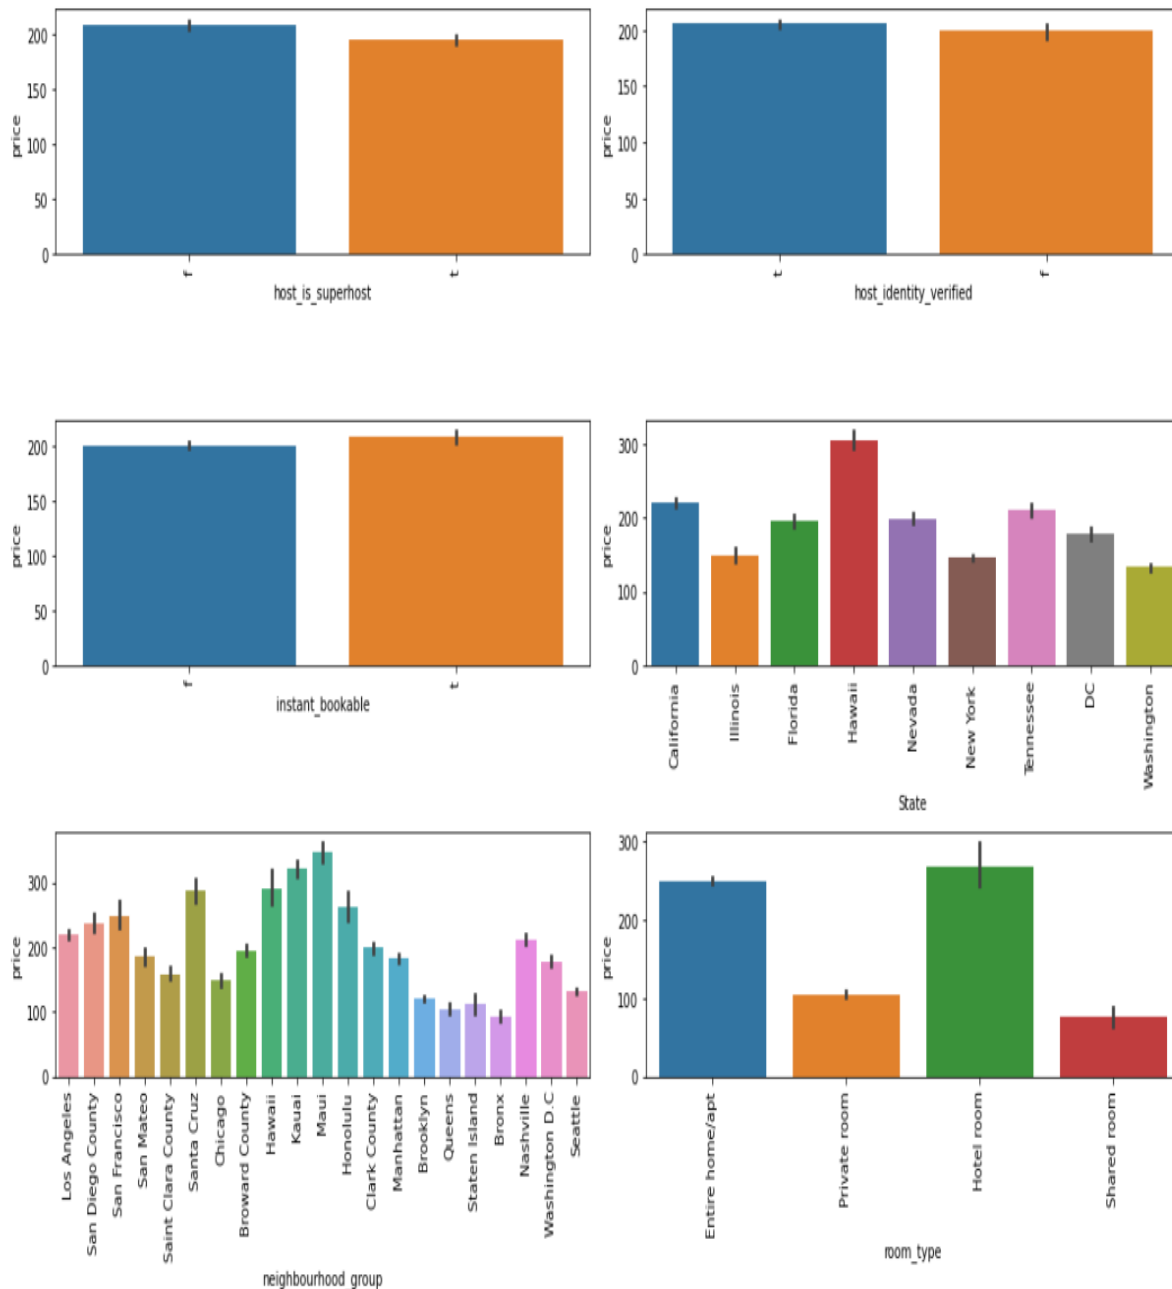 200
150
100
50
0
price
f
t
host_is_superhost
200
150
100
50
0
price
t
f
host_identity_verified
200
150
100
50
0
price
f
t
instant_bookable
300
200
100
0
price
California
Illinois
Florida
Hawaii
Nevada
New York
Tennessee
DC
Washington
State
300
200
100
0
price
Los Angeles
San Diego County
San Francisco
San Mateo
Saint Clara County
Santa Cruz
Chicago
Broward County
Hawaii
Kauai
Maui
Honolulu
Clark County
Manhattan
Brooklyn
Queens
Staten Island
Bronx
Nashville
Washington D.C
Seattle
neighbourhood_group
300
200
100
0
price
Entire home/apt
Private room
Hotel room
Shared room
room_type